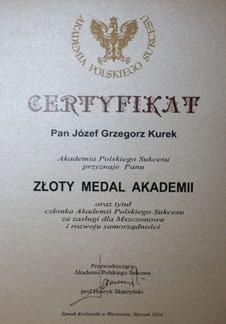 AKADEMIA POLSKIEGO SUKCESU
CERTYFIKAT
Pan Józef Grzegorz Kurek
Akademia Polskiego Sukcesu
przyznaje Panu
ZŁOTY MEDAL AKADEMII
oraz tytuł
członka Akademii Polskiego Sukcesu
za zasługi dla Mszczonowa
i rozwoju samorządności
Przewodniczący
Akademii Polskiego Sukcesu
prof. Henryk Skarżyński
Zamek Królewski w Warszawie, Styczeń 2014